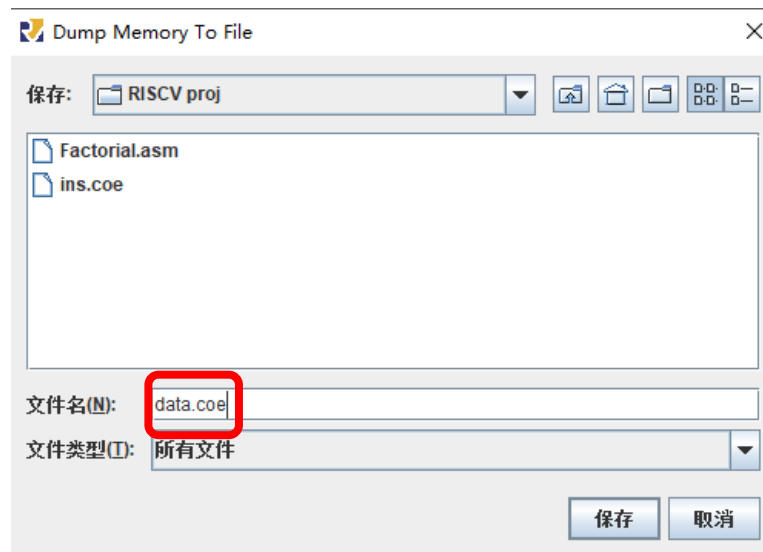 Dump Memory To File
保存: RISCV proj
Factorial.asm
ins.coe
文件名(N): data.coe
文件类型(T): 所有文件
保存 取消